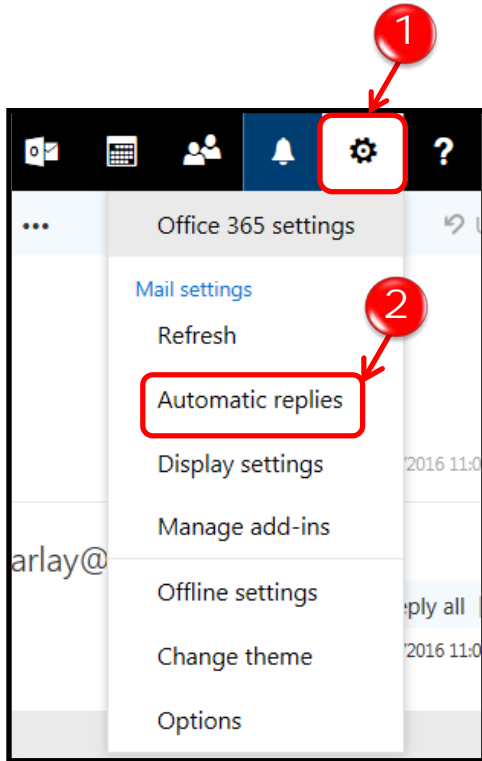 1
?
Office 365 settings
Mail settings
2
Refresh
Automatic replies
Display settings
2016 11:0
Manage add-ins
arlay@
Offline settings
ply all
Change theme
2016 11:0
Options